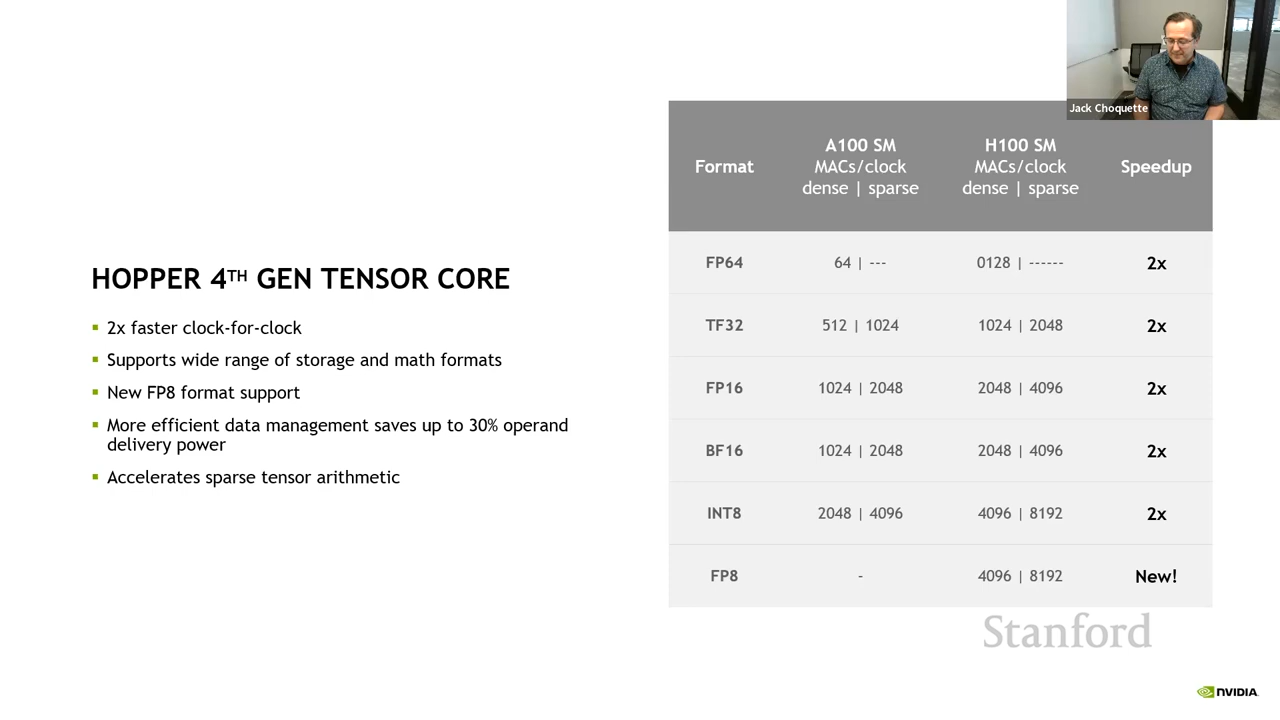 Jack Choquette
HOPPER 4TH GEN TENSOR CORE
2x faster clock-for-clock
Supports wide range of storage and math formats
New FP8 format support
More efficient data management saves up to 30% operand
delivery power
Accelerates sparse tensor arithmetic
Format
A100 SM
MACs/clock
dense | sparse
H100 SM
MACs/clock
dense | sparse
Speedup
FP64 64 | --- 0128 | ------ 2x
TF32 512 | 1024 1024 | 2048 2x
FP16 1024 | 2048 2048 | 4096 2x
BF16 1024 | 2048 2048 | 4096 2x
INT8 2048 | 4096 4096 | 8192 2x
FP8 - 4096 | 8192 New!
Stanford
NVIDIA.